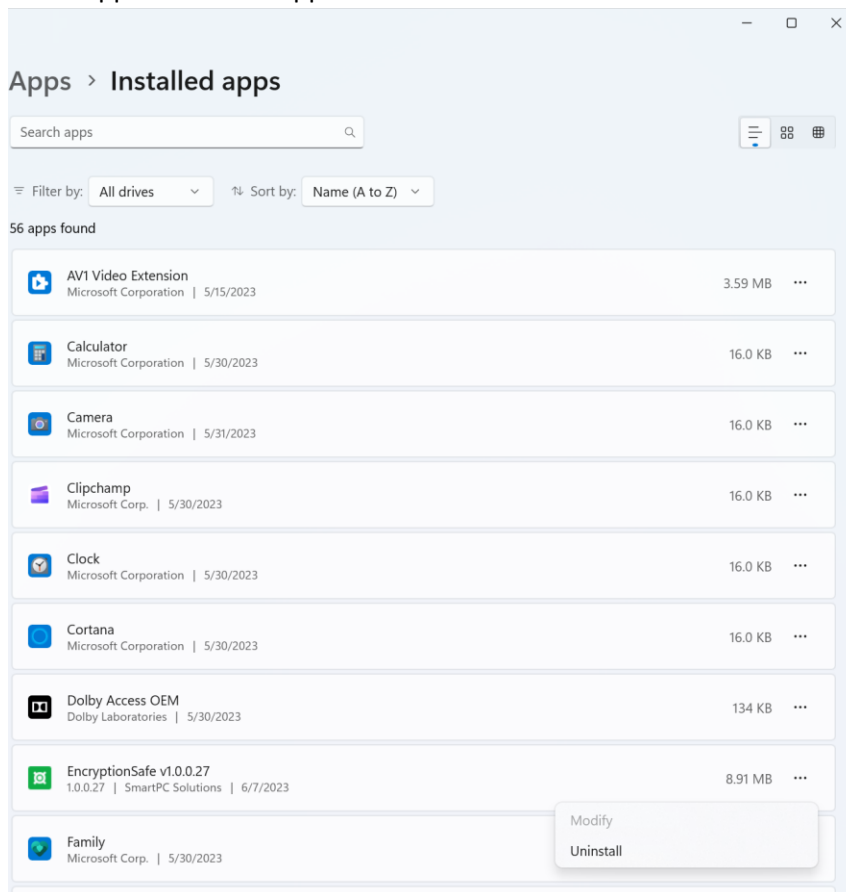 Apps > Installed apps
Search apps
Filter by: All drives Sort by: Name (A to Z)
56 apps found
AV1 Video Extension
Microsoft Corporation | 5/15/2023
3.59 MB
Calculator
Microsoft Corporation | 5/30/2023
16.0 KB
Camera
Microsoft Corporation | 5/31/2023
16.0 KB
Clipchamp
Microsoft Corp. | 5/30/2023
16.0 KB
Clock
Microsoft Corporation | 5/30/2023
16.0 KB
Cortana
Microsoft Corporation | 5/30/2023
16.0 KB
Dolby Access OEM
Dolby Laboratories | 5/30/2023
134 KB
EncryptionSafe v1.0.0.27
1.0.0.27 | SmartPC Solutions | 6/7/2023
8.91 MB
Modify
Uninstall
Family
Microsoft Corp. | 5/30/2023